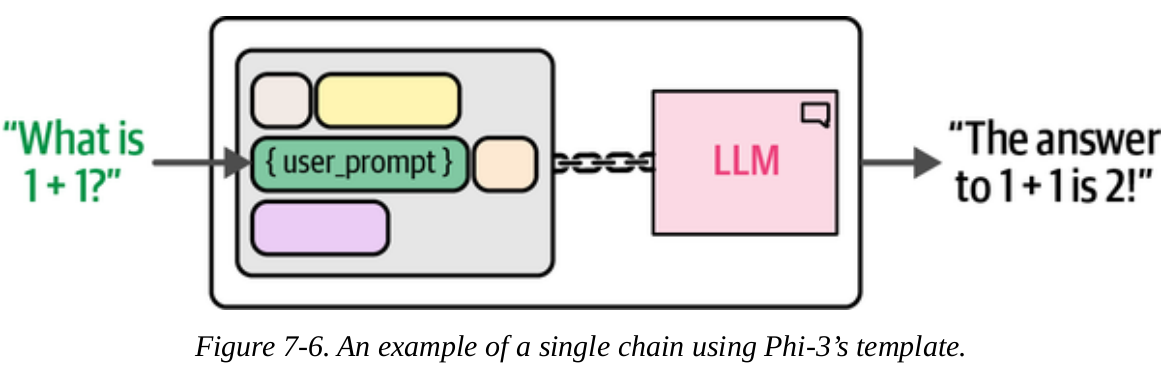 “What is
1 + 1?”
{ user_prompt }
LLM
“The answer
to 1 + 1 is 2!”
Figure 7-6. An example of a single chain using Phi-3’s template.